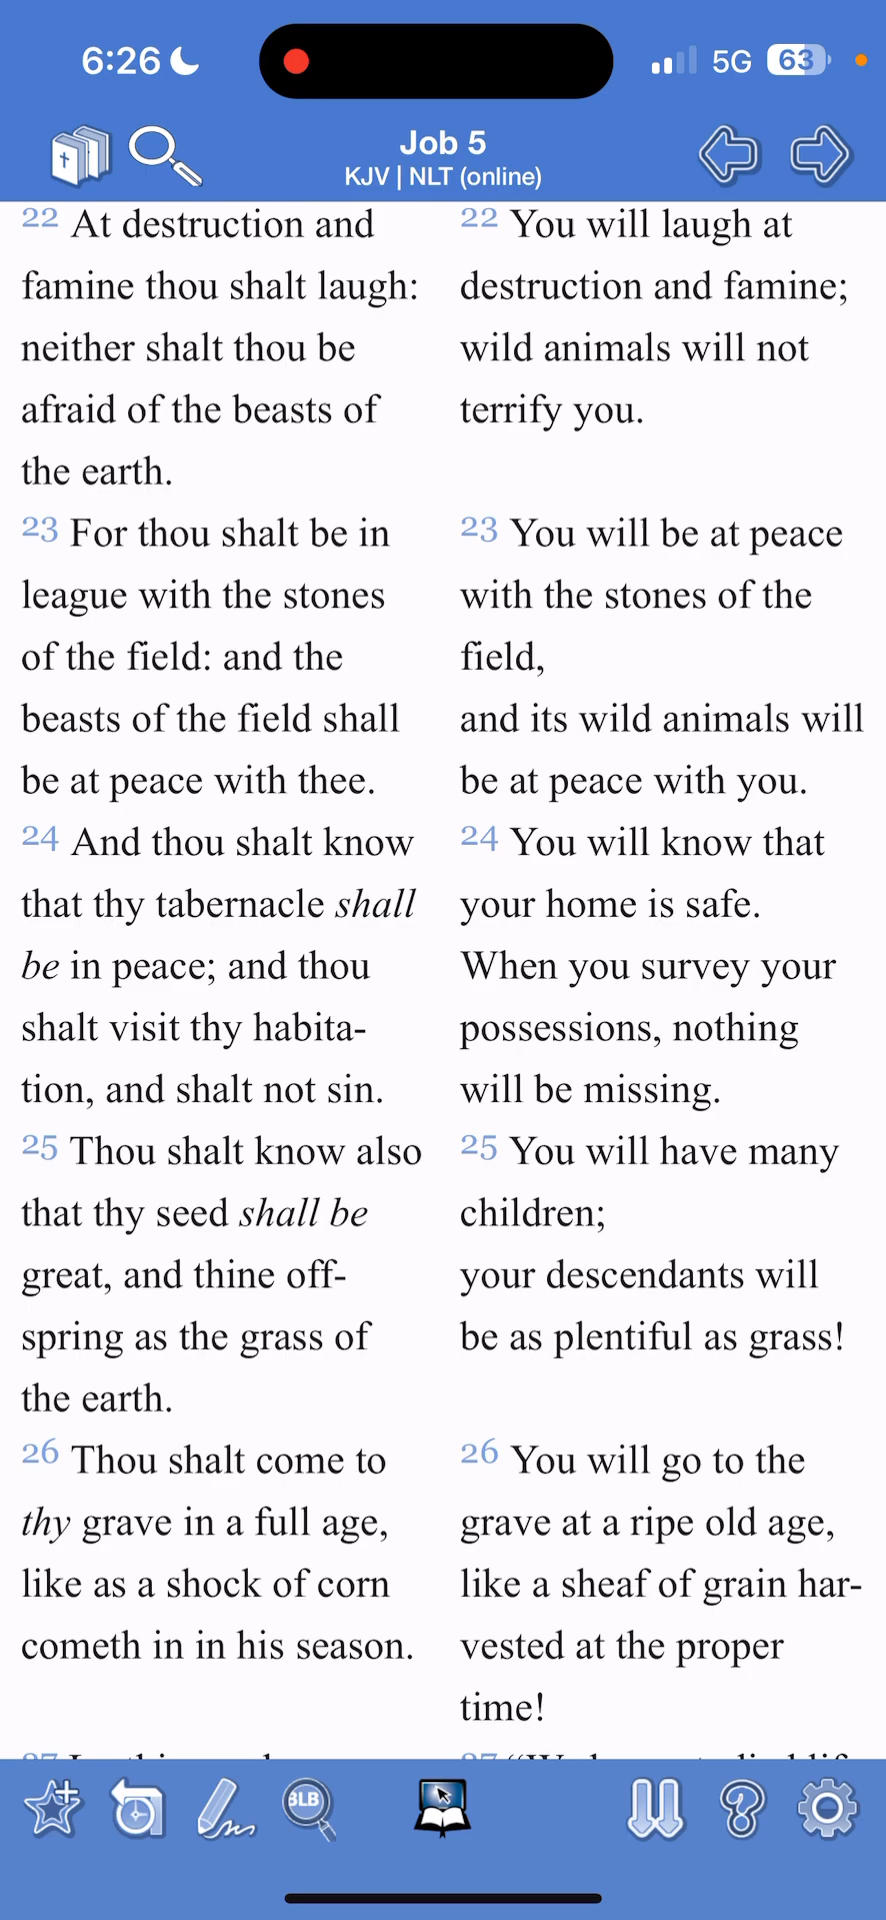 6:26
5G
63
Job 5
KJV | NLT (online)
22 At destruction and
famine thou shalt laugh:
neither shalt thou be
afraid of the beasts of
the earth.
23 For thou shalt be in
league with the stones
of the field: and the
beasts of the field shall
be at peace with thee.
24 And thou shalt know
that thy tabernacle shall
be in peace; and thou
shalt visit thy habita-
tion, and shalt not sin.
25 Thou shalt know also
that thy seed shall be
great, and thine off-
spring as the grass of
the earth.
26 Thou shalt come to
thy grave in a full age,
like as a shock of corn
cometh in in his season.
22 You will laugh at
destruction and famine;
wild animals will not
terrify you.
23 You will be at peace
with the stones of the
field,
and its wild animals will
be at peace with you.
24 You will know that
your home is safe.
When you survey your
possessions, nothing
will be missing.
25 You will have many
children;
your descendants will
be as plentiful as grass!
26 You will go to the
grave at a ripe old age,
like a sheaf of grain har-
vested at the proper
time!
BLB